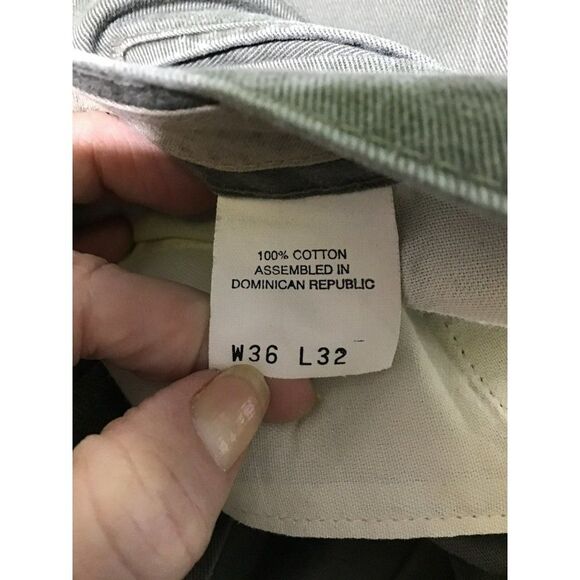 100% COTTON
ASSEMBLED IN
DOMINICAN REPUBLIC
W36 L32